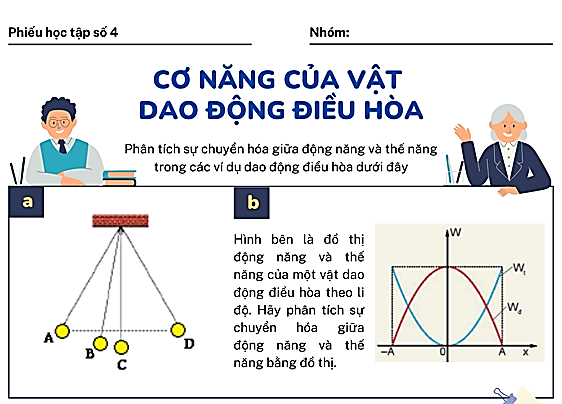 Phiếu học tập số 4
Nhóm:
CƠ NĂNG CỦA VẬT
DAO ĐỘNG ĐIỀU HÒA
Phân tích sự chuyển hóa giữa động năng và thế năng
trong các ví dụ dao động điều hòa dưới đây
a
b
A
B
C
D
Hình bên là đồ thị
động năng và thế
năng của một vật dao
động điều hòa theo li
độ. Hãy phân tích sự
chuyển hóa giữa
động năng và thế
năng bằng đồ thị.
W
Wt
Wđ
-A
0
A
x